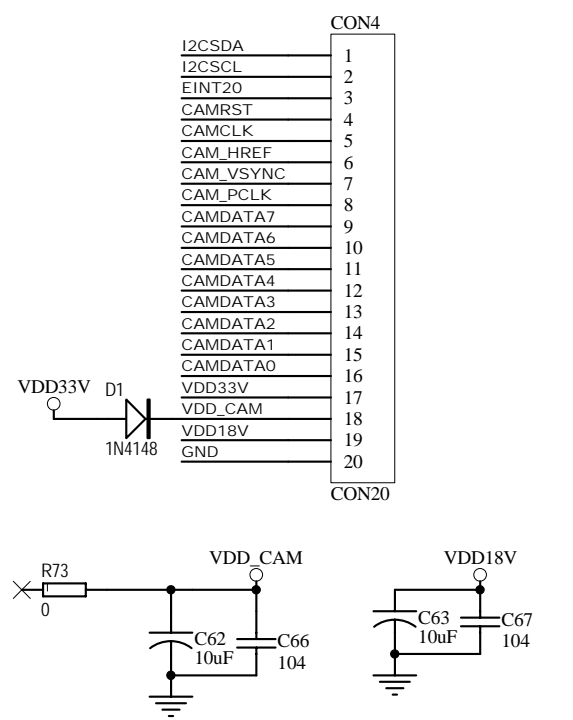 CON4
I2CSDA 1
I2CSCL 2
EINT20 3
CAMRST 4
CAMCLK 5
CAM_HREF 6
CAM_VSYNC 7
CAM_PCLK 8
CAMDATA7 9
CAMDATA6 10
CAMDATA5 11
CAMDATA4 12
CAMDATA3 13
CAMDATA2 14
CAMDATA1 15
CAMDATA0 16
VDD33V D1 VDD33V 17
VDD_CAM 18
1N4148 VDD18V 19
GND 20
CON20
VDD_CAM VDD18V
R73
0
C62 C66 C63 C67
10uF 104 10uF 104